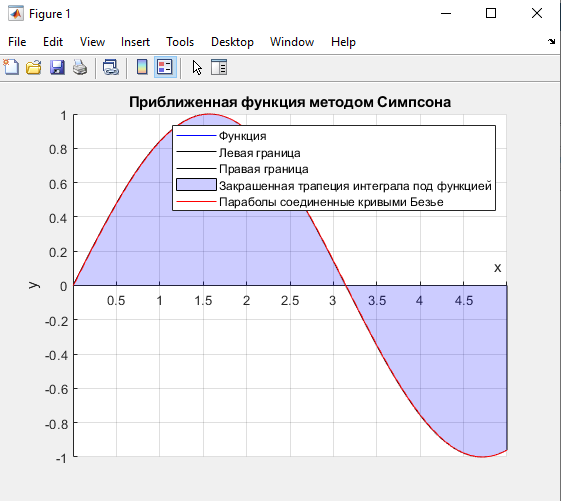 Figure 1
File Edit View Insert Tools Desktop Window Help
Приближенная функция методом Симпсона
Функция
Левая граница
Правая граница
Закрашенная трапеция интеграла под функцией
Параболы соединенные кривыми Безье
1
0.8
0.6
0.4
0.2
0
-0.2
-0.4
-0.6
-0.8
-1
y
x
0.5 1 1.5 2 2.5 3 3.5 4 4.5